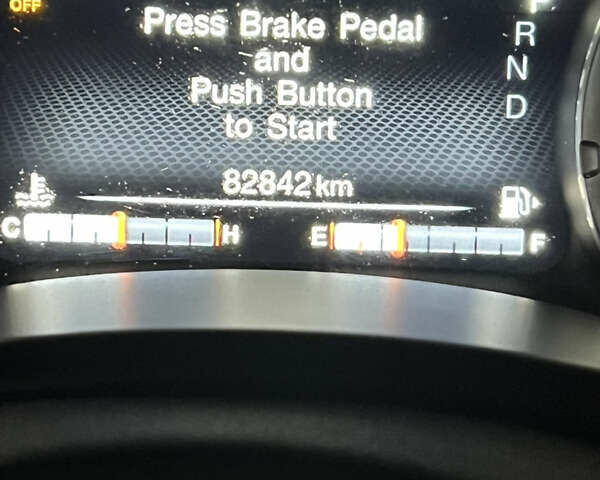 OFF
Press Brake Pedal
and
Push Button
to Start
P
R
N
D
82842 km
C H
E F